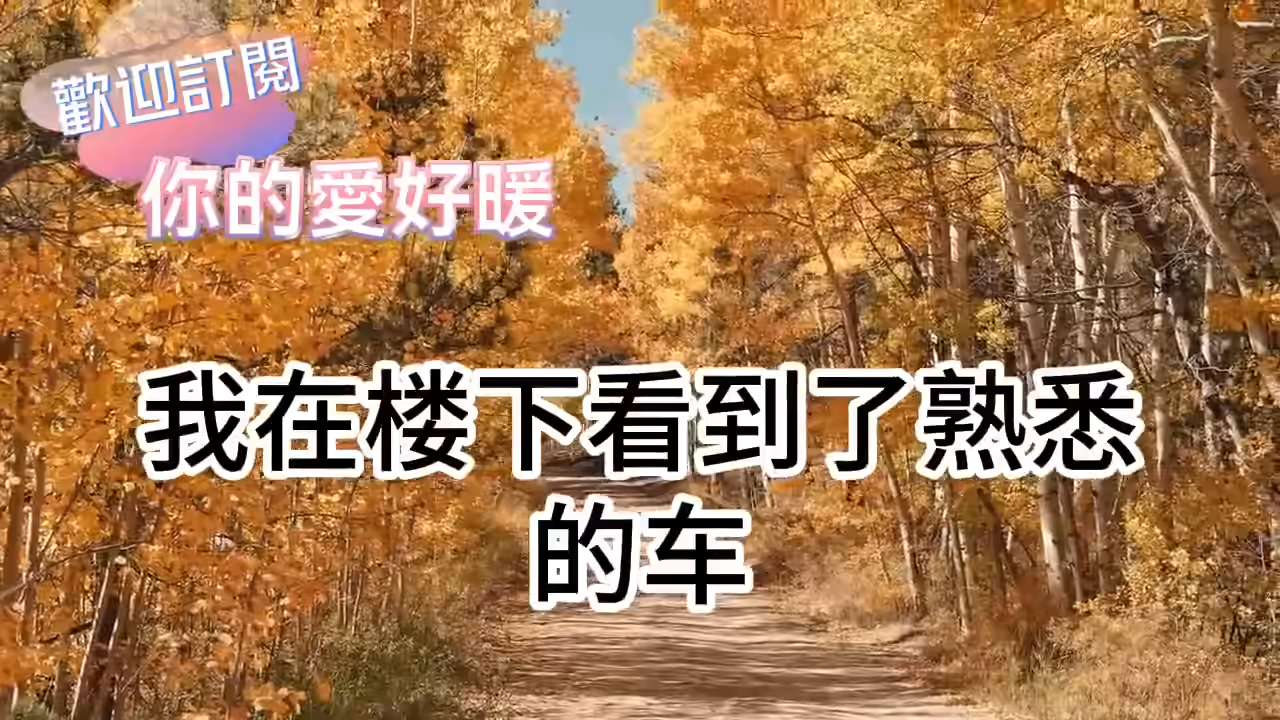 歡迎訂閱
你的愛好暖
我在楼下看到了熟悉
的车